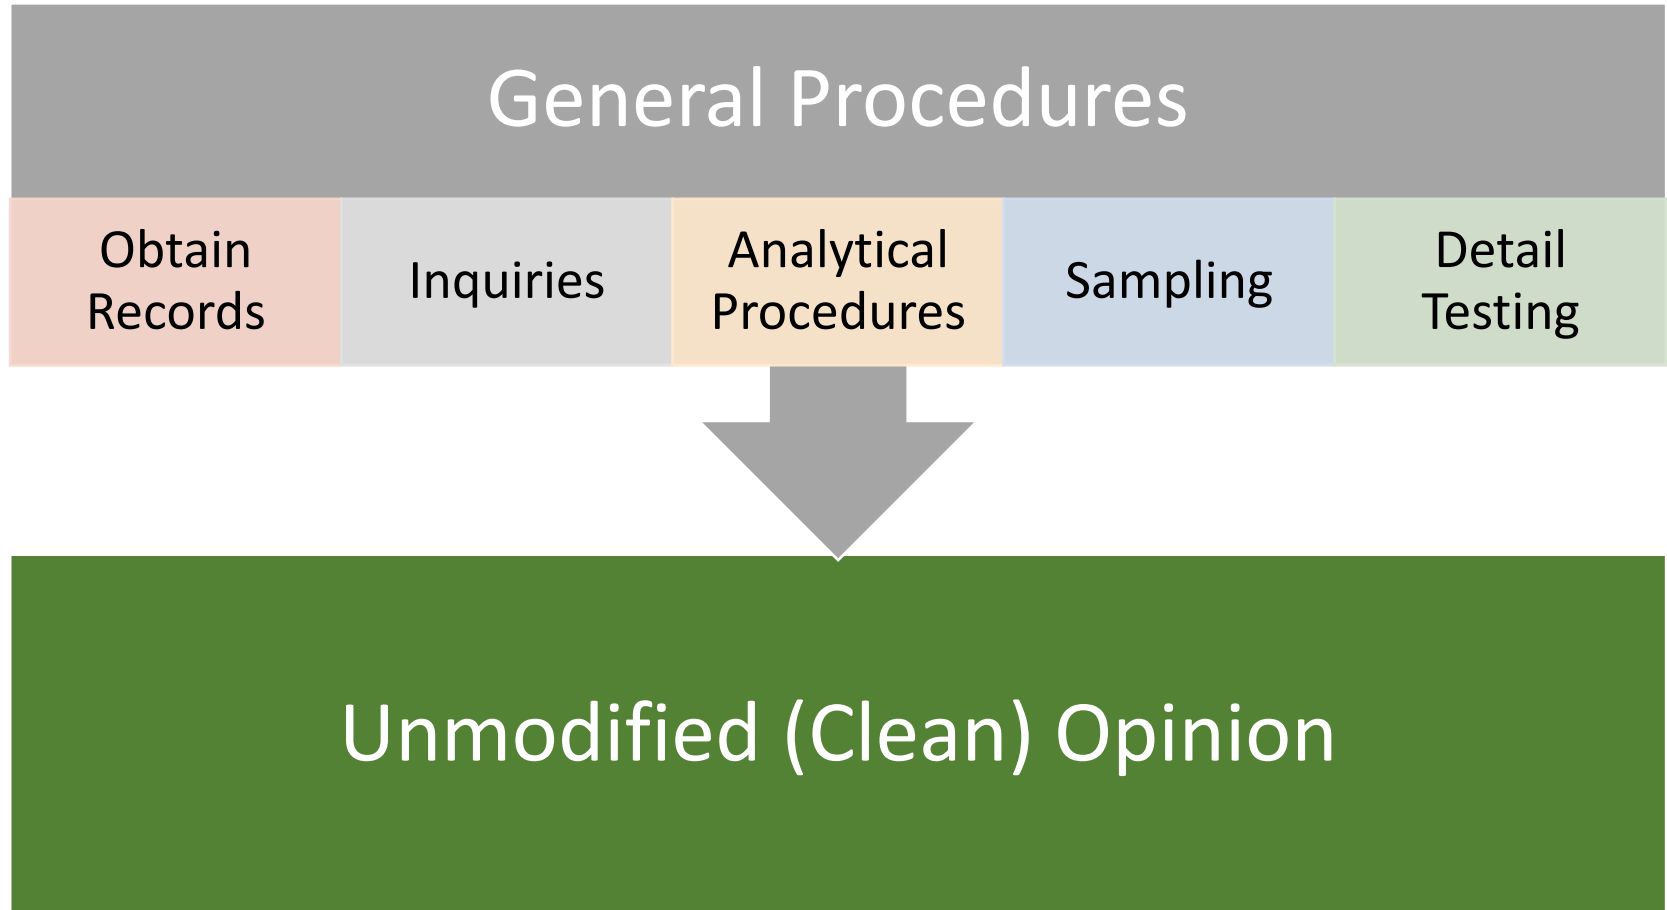 General Procedures
Obtain
Records
Inquiries
Analytical
Procedures
Sampling
Detail
Testing
Unmodified (Clean) Opinion